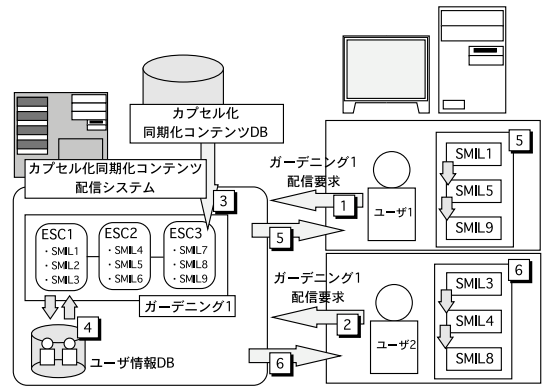 カプセル化
同期化コンテンツDB
カプセル化同期化コンテンツ
配信システム
3
ESC1
・SMIL1
・SMIL2
・SMIL3
ESC2
・SMIL4
・SMIL5
・SMIL6
ESC3
・SMIL7
・SMIL8
・SMIL9
ガーデニング1
4
ユーザ情報DB
ガーデニング1
配信要求
1
5
ユーザ1
5
SMIL1
SMIL5
SMIL9
ガーデニング1
配信要求
2
6
ユーザ2
6
SMIL3
SMIL4
SMIL8